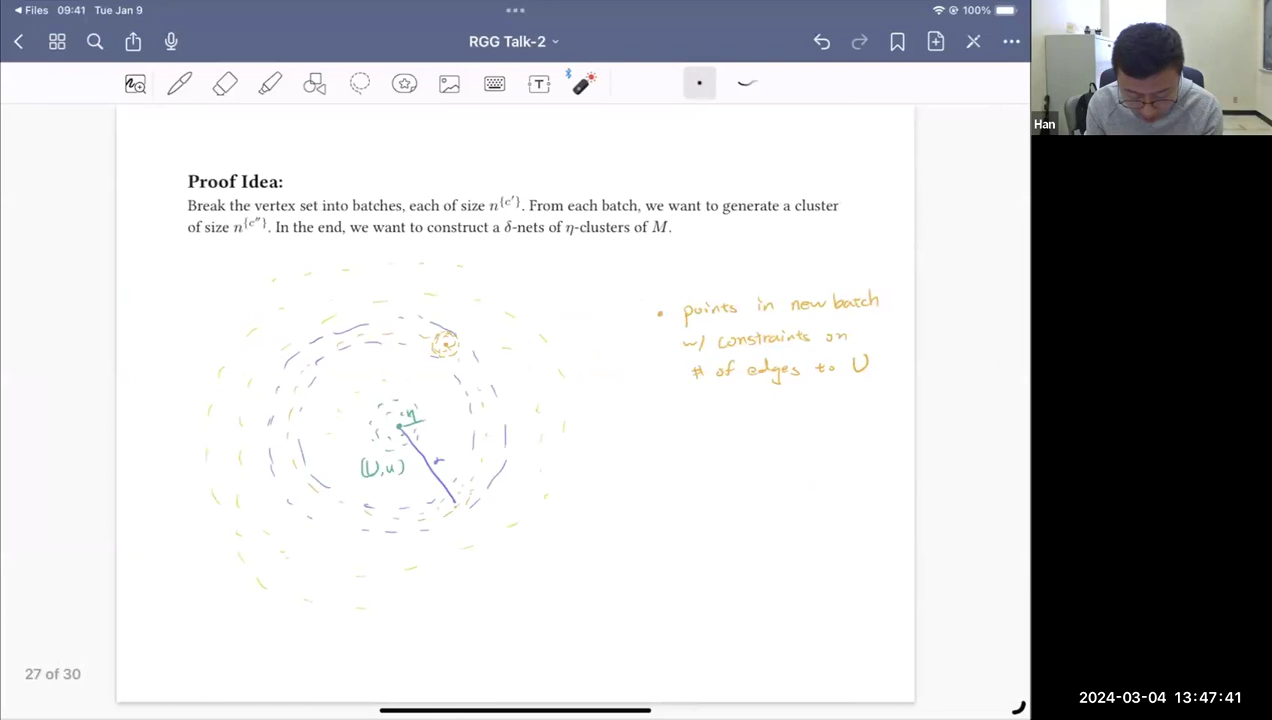 Files 09:41 Tue Jan 9
100%
RGG Talk-2
T
Han
Proof Idea:
Break the vertex set into batches, each of size n^{c'}. From each batch, we want to generate a cluster
of size n^{c''}. In the end, we want to construct a δ-nets of η-clusters of M.
• points in new batch
w/ constraints on
# of edges to U
η
(U,u)
r
27 of 30
2024-03-04 13:47:41